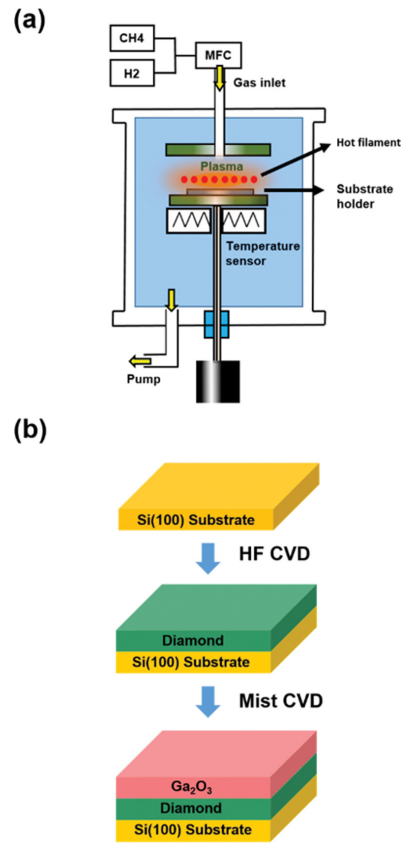 (a)
CH4
MFC
H2
Gas inlet
Plasma
Hot filament
Substrate
holder
Temperature
sensor
Pump
(b)
Si(100) Substrate
HF CVD
Diamond
Si(100) Substrate
Mist CVD
Ga₂O₃
Diamond
Si(100) Substrate